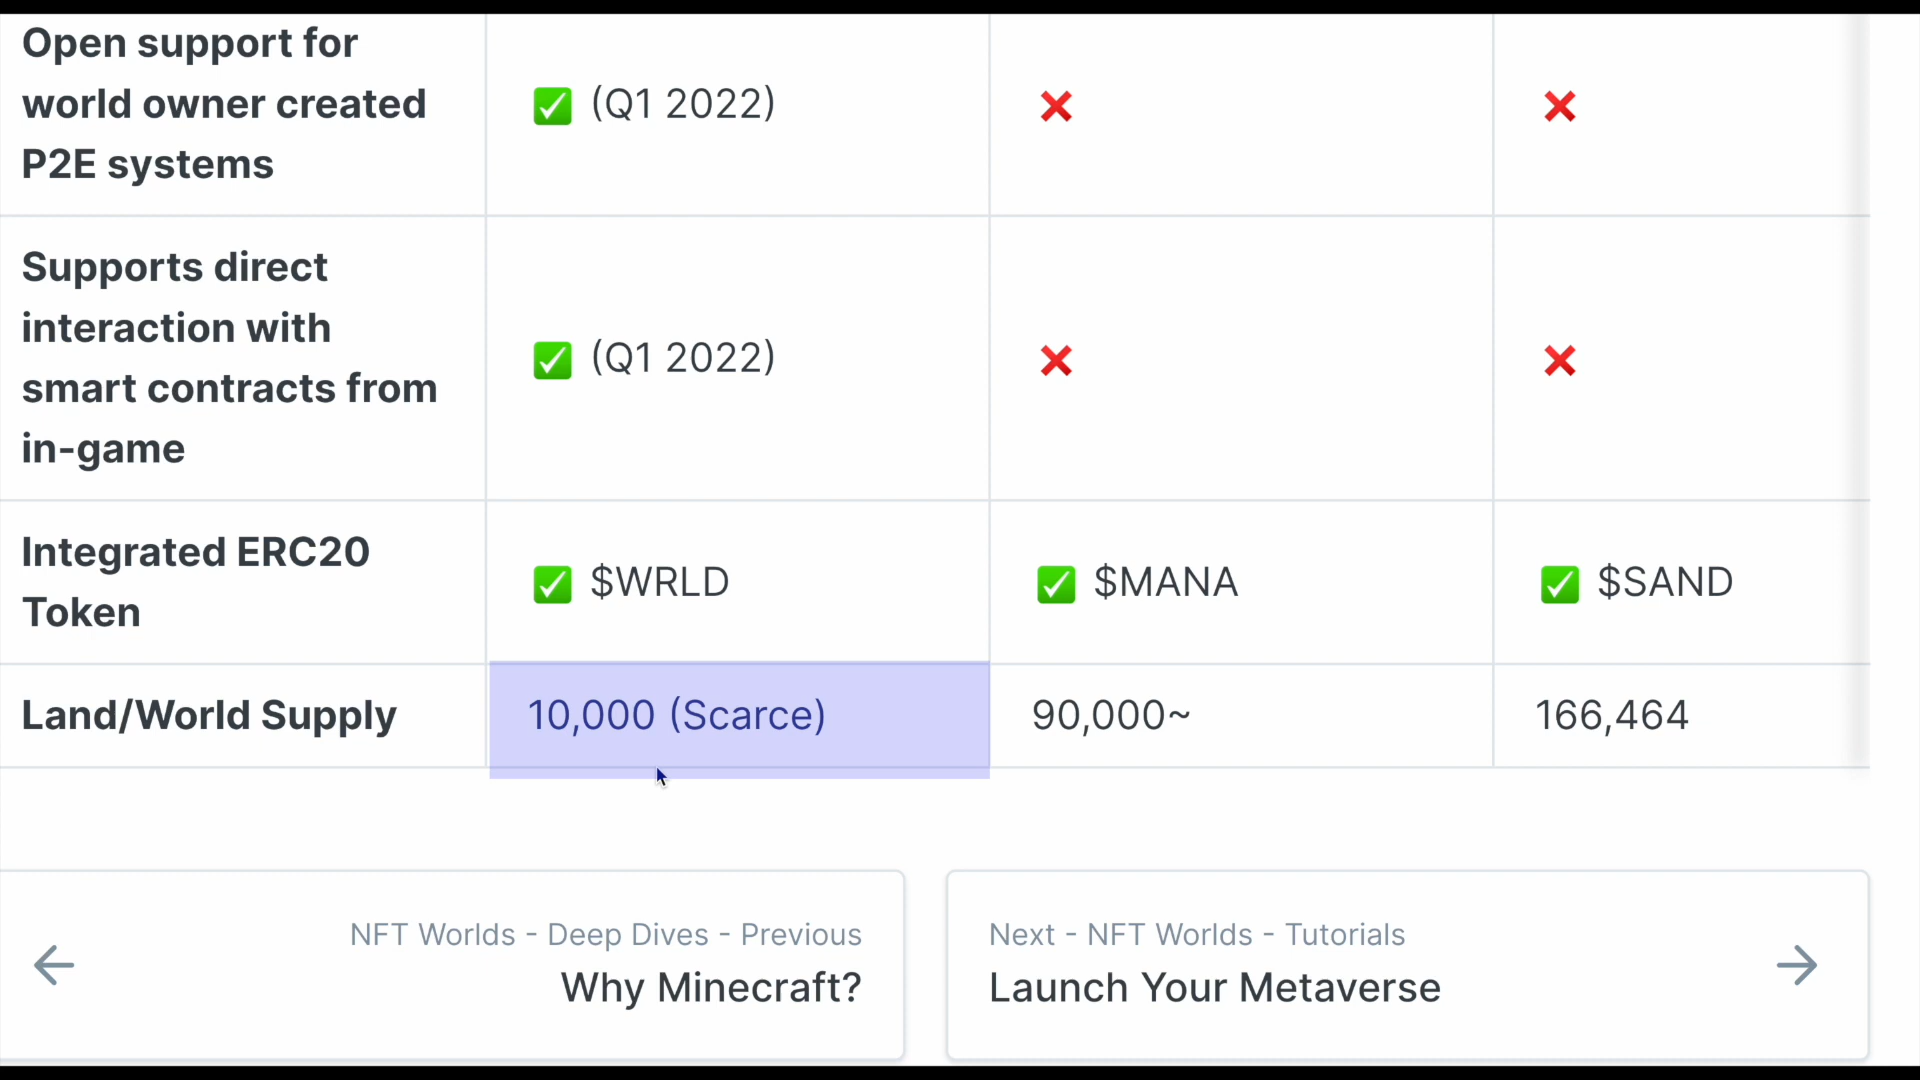 Open support for
world owner created
P2E systems
✅ (Q1 2022)
❌
❌
Supports direct
interaction with
smart contracts from
in-game
✅ (Q1 2022)
❌
❌
Integrated ERC20
Token
✅ $WRLD
✅ $MANA
✅ $SAND
Land/World Supply
10,000 (Scarce)
90,000~
166,464
NFT Worlds - Deep Dives - Previous
Why Minecraft?
Next - NFT Worlds - Tutorials
Launch Your Metaverse